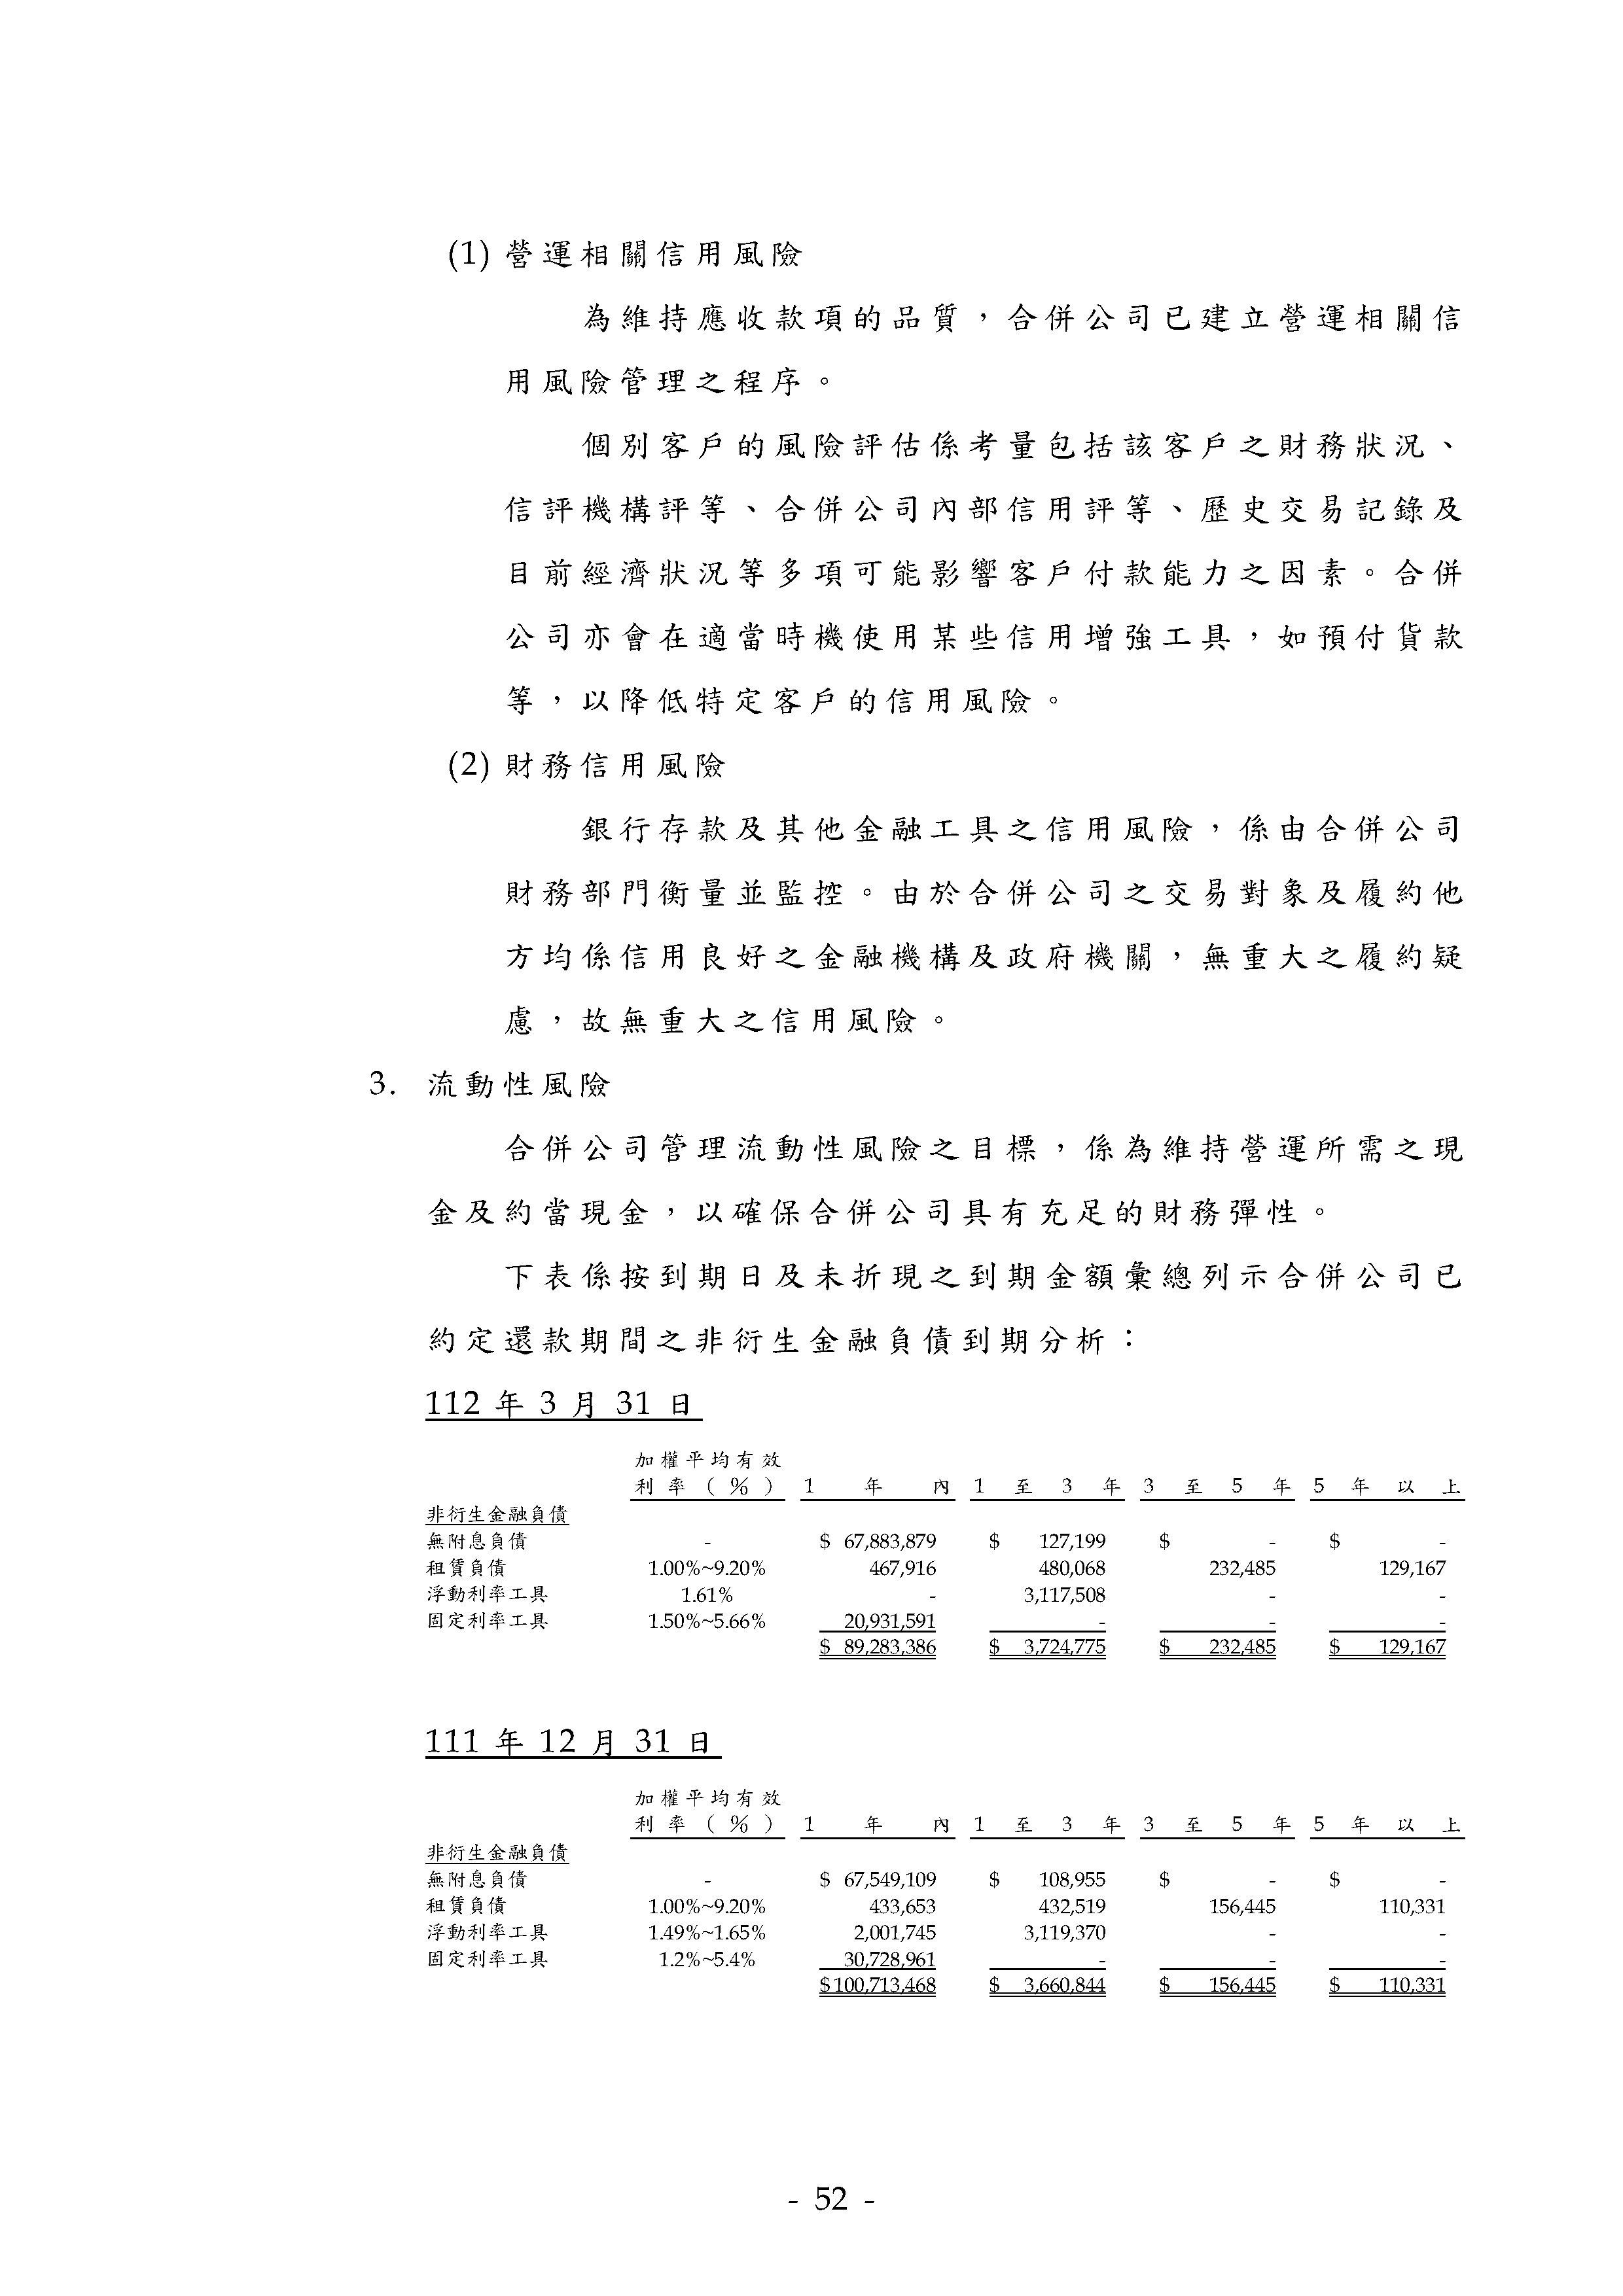 (1) 營運相關信用風險
為維持應收款項的品質，合併公司已建立營運相關信
用風險管理之程序。
個別客戶的風險評估係考量包括該客戶之財務狀況、
信評機構評等、合併公司內部信用評等、歷史交易記錄及
目前經濟狀況等多項可能影響客戶付款能力之因素。合併
公司亦會在適當時機使用某些信用增強工具，如預付貨款
等，以降低特定客戶的信用風險。
(2) 財務信用風險
銀行存款及其他金融工具之信用風險，係由合併公司
財務部門衡量並監控。由於合併公司之交易對象及履約他
方均係信用良好之金融機構及政府機關，無重大之履約疑
慮，故無重大之信用風險。
3. 流動性風險
合併公司管理流動性風險之目標，係為維持營運所需之現
金及約當現金，以確保合併公司具有充足的財務彈性。
下表係按到期日及未折現之到期金額彙總列示合併公司已
約定還款期間之非衍生金融負債到期分析：
112 年 3 月 31 日
加權平均有效
利率（％） 1 年 內 1 至 3 年 3 至 5 年 5 年 以 上
非衍生金融負債
無附息負債 - $ 67,883,879 $ 127,199 $ - $ -
租賃負債 1.00%~9.20% 467,916 480,068 232,485 129,167
浮動利率工具 1.61% - 3,117,508 - -
固定利率工具 1.50%~5.66% 20,931,591 - - -
$ 89,283,386 $ 3,724,775 $ 232,485 $ 129,167
111 年 12 月 31 日
加權平均有效
利率（％） 1 年 內 1 至 3 年 3 至 5 年 5 年 以 上
非衍生金融負債
無附息負債 - $ 67,549,109 $ 108,955 $ - $ -
租賃負債 1.00%~9.20% 433,653 432,519 156,445 110,331
浮動利率工具 1.49%~1.65% 2,001,745 3,119,370 - -
固定利率工具 1.2%~5.4% 30,728,961 - - -
$100,713,468 $ 3,660,844 $ 156,445 $ 110,331
- 52 -